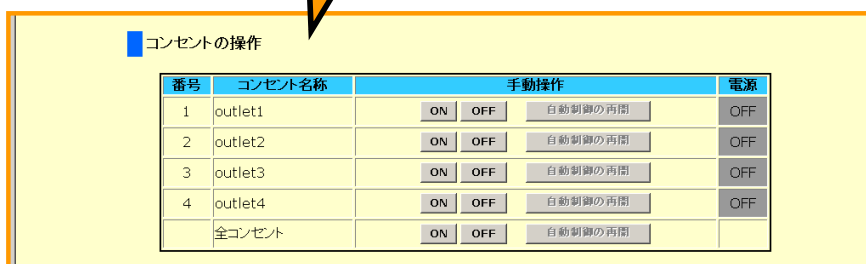 コンセントの操作
番号 コンセント名称 手動操作 電源
1 outlet1 ON OFF 自動制御の再開 OFF
2 outlet2 ON OFF 自動制御の再開 OFF
3 outlet3 ON OFF 自動制御の再開 OFF
4 outlet4 ON OFF 自動制御の再開 OFF
全コンセント ON OFF 自動制御の再開